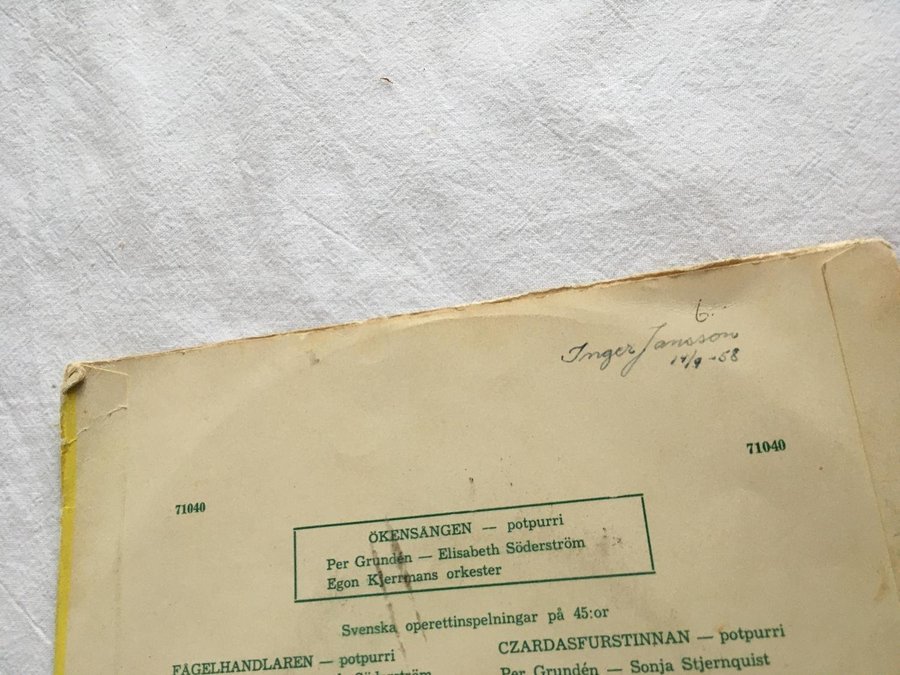 6.
Inger Jansson
14/9-58
71040
71040
ÖKENSÅNGEN — potpurri
Per Grundén — Elisabeth Söderström
Egon Kjerrmans orkester
Svenska operettinspelningar på 45:or
FÅGELHANDLAREN — potpurri
Söderström
CZARDASFURSTINNAN — potpurri
Per Grundén — Sonja Stjernquist